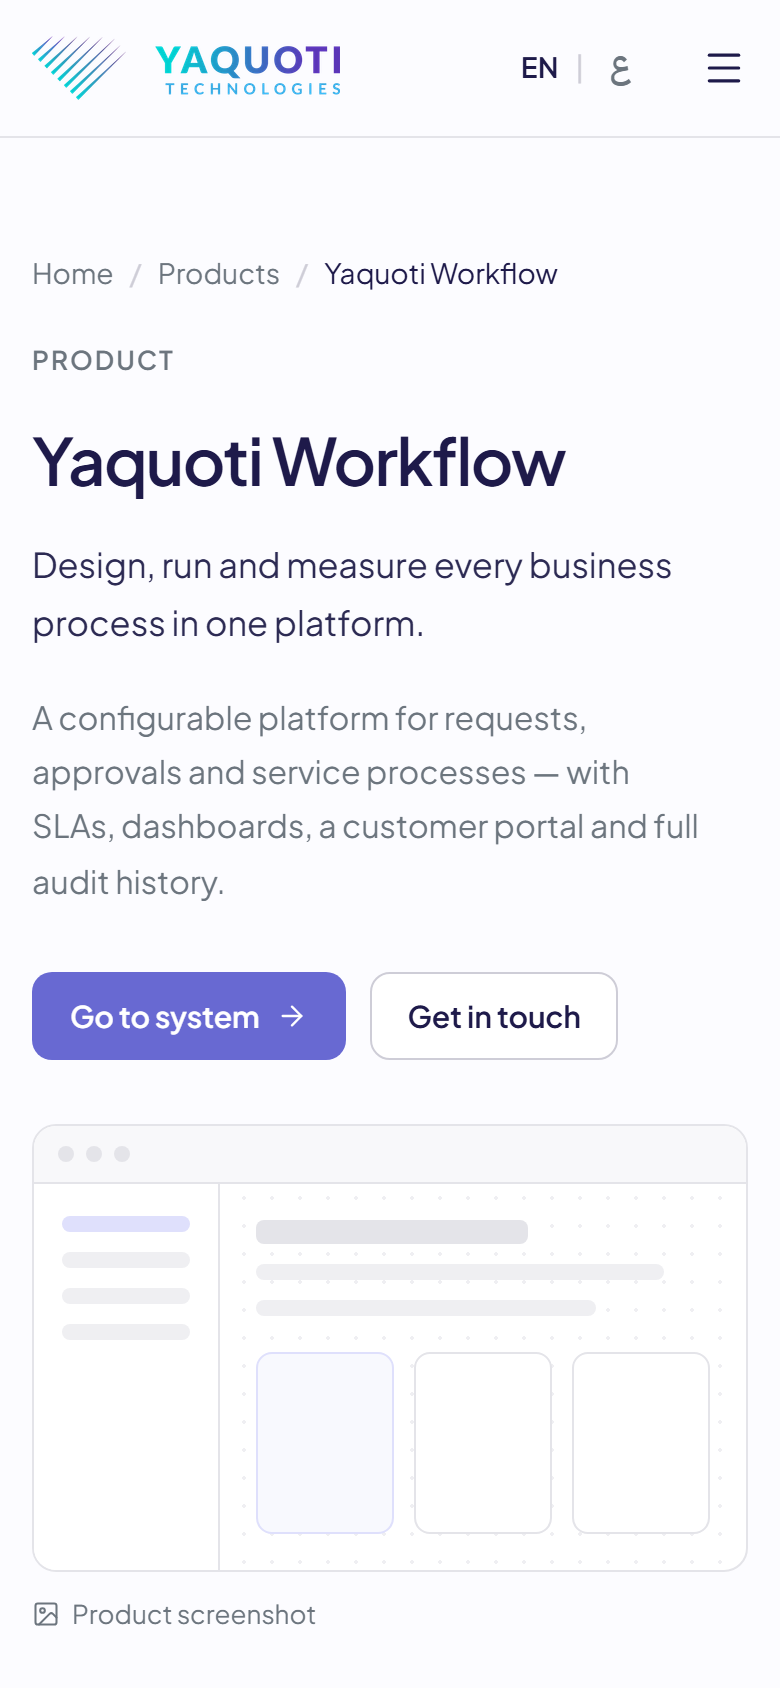 YAQUOTI
TECHNOLOGIES
EN | ع
Home / Products / Yaquoti Workflow
PRODUCT
Yaquoti Workflow
Design, run and measure every business
process in one platform.
A configurable platform for requests,
approvals and service processes — with
SLAs, dashboards, a customer portal and full
audit history.
Go to system →
Get in touch
Product screenshot